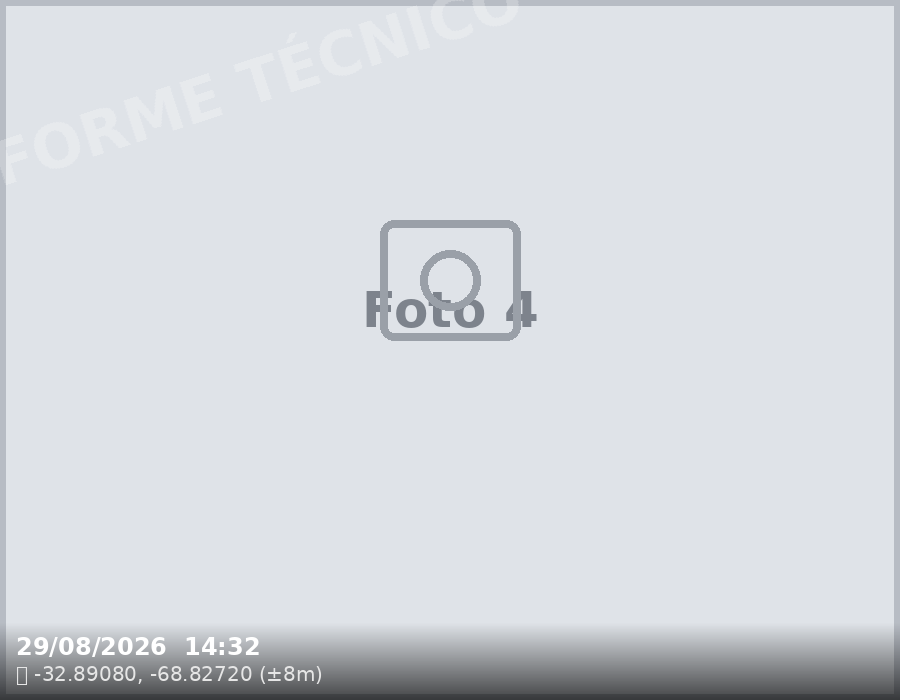 FORME TÉCNICO
Foto 4
29/08/2026 14:32
-32.89080, -68.82720 (±8m)